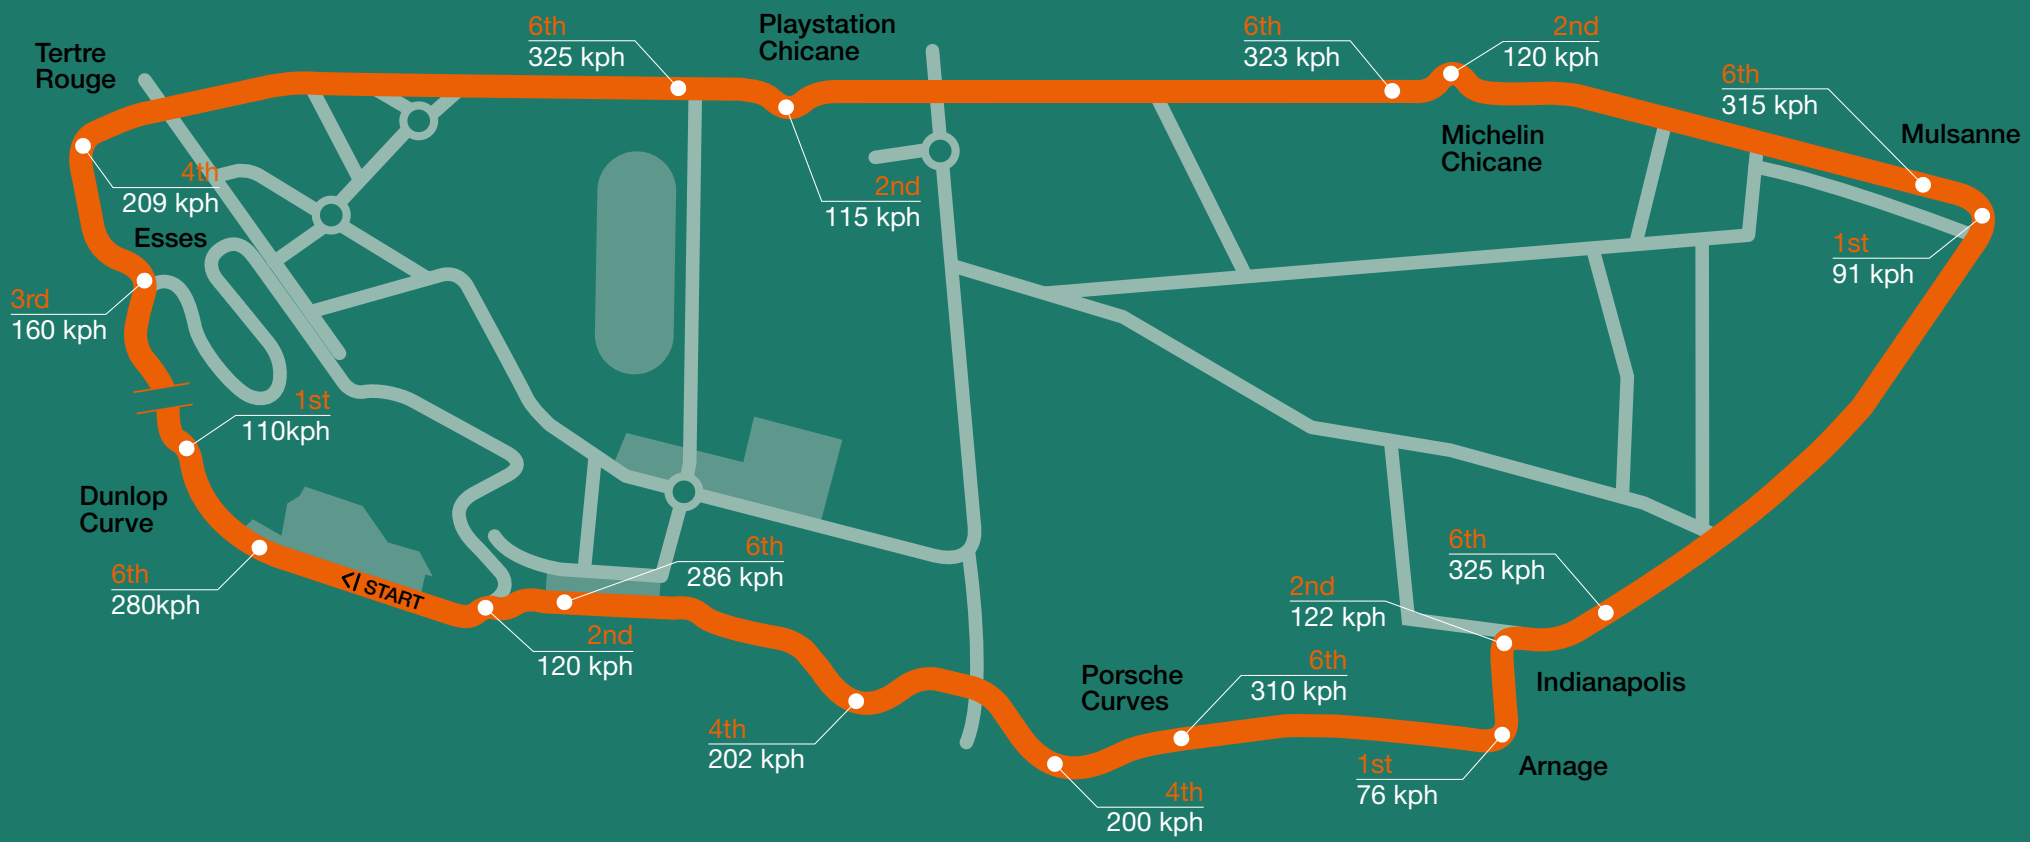 6th
325 kph
Playstation
Chicane
6th
323 kph
2nd
120 kph
Tertre
Rouge
6th
315 kph
Michelin
Chicane
Mulsanne
4th
209 kph
2nd
115 kph
Esses
1st
91 kph
3rd
160 kph
1st
110kph
Dunlop
Curve
6th
280kph
<| START
6th
286 kph
2nd
120 kph
6th
325 kph
2nd
122 kph
Indianapolis
Porsche
Curves
6th
310 kph
4th
202 kph
Arnage
1st
76 kph
4th
200 kph